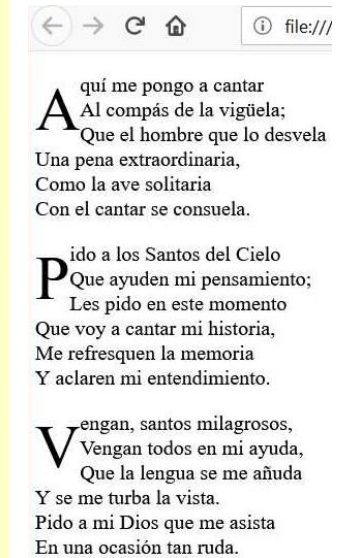 file:///
Aquí me pongo a cantar
Al compás de la vigüela;
Que el hombre que lo desvela
Una pena extraordinaria,
Como la ave solitaria
Con el cantar se consuela.
Pido a los Santos del Cielo
Que ayuden mi pensamiento;
Les pido en este momento
Que voy a cantar mi historia,
Me refresquen la memoria
Y aclaren mi entendimiento.
Vengan, santos milagrosos,
Vengan todos en mi ayuda,
Que la lengua se me añuda
Y se me turba la vista.
Pido a mi Dios que me asista
En una ocasión tan ruda.